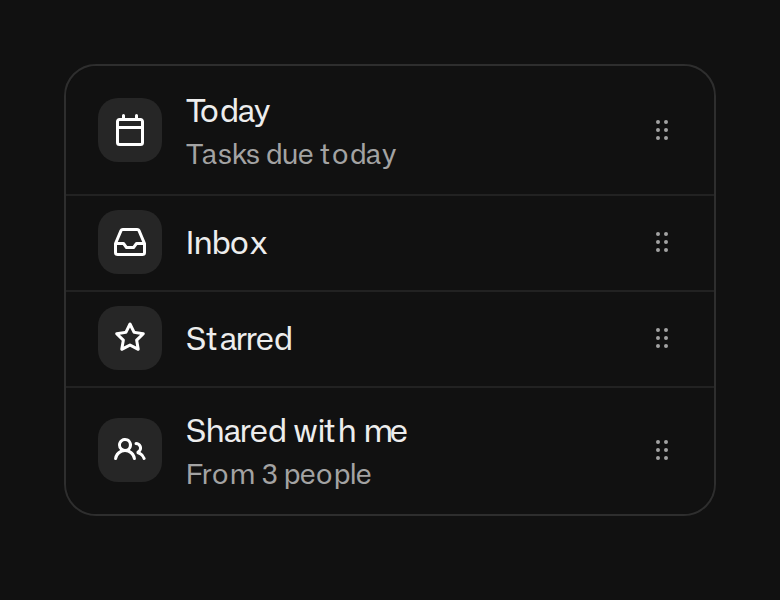 Today
Tasks due today
Inbox
Starred
Shared with me
From 3 people